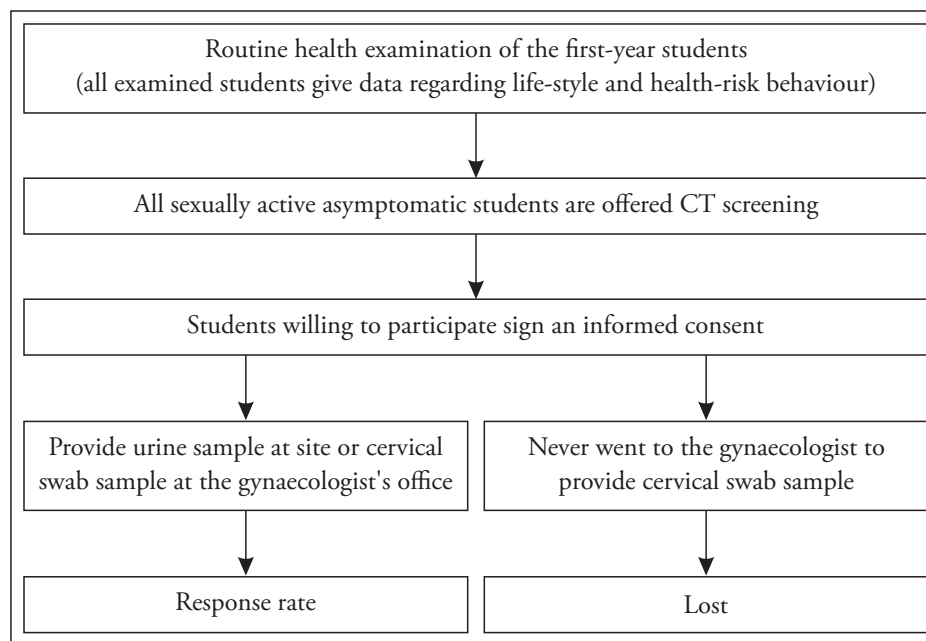 Routine health examination of the first-year students
(all examined students give data regarding life-style and health-risk behaviour)
All sexually active asymptomatic students are offered CT screening
Students willing to participate sign an informed consent
Provide urine sample at site or cervical
swab sample at the gynaecologist's office
Never went to the gynaecologist to
provide cervical swab sample
Response rate
Lost